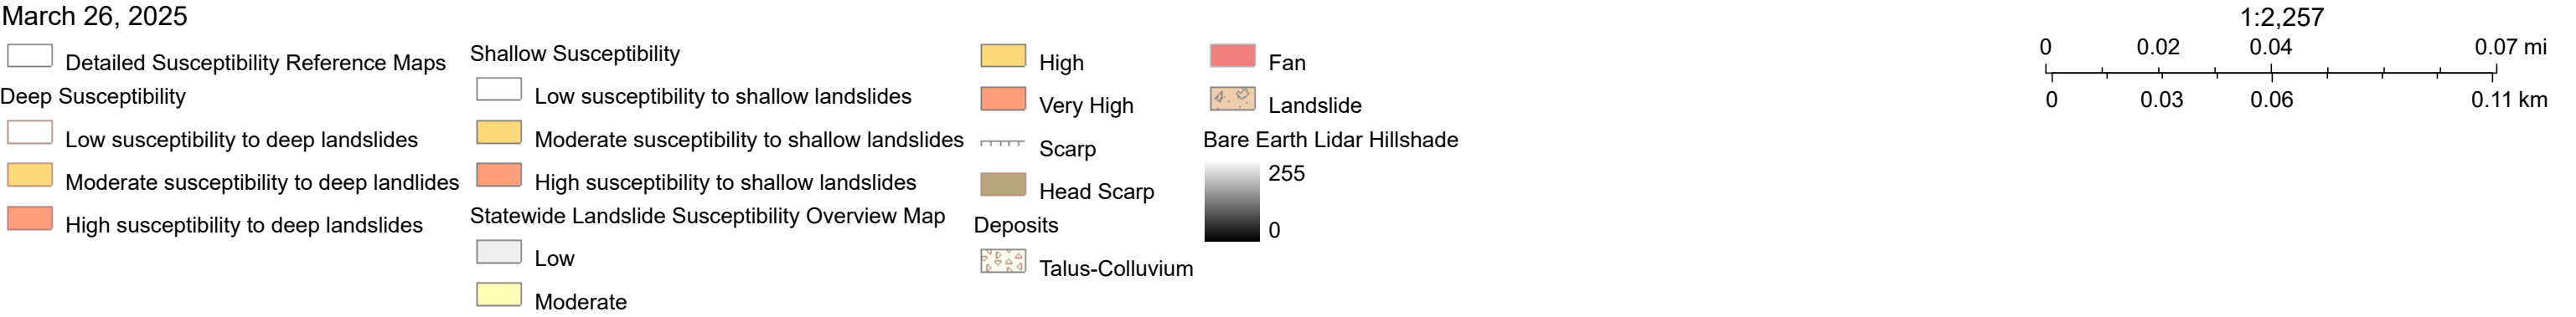 March 26, 2025
Detailed Susceptibility Reference Maps
Deep Susceptibility
Low susceptibility to deep landslides
Moderate susceptibility to deep landlides
High susceptibility to deep landslides
Shallow Susceptibility
Low susceptibility to shallow landslides
Moderate susceptibility to shallow landslides
High susceptibility to shallow landslides
Statewide Landslide Susceptibility Overview Map
Low
Moderate
High
Very High
Scarp
Head Scarp
Deposits
Talus-Colluvium
Fan
Landslide
Bare Earth Lidar Hillshade
255
0
1:2,257
0 0.02 0.04 0.07 mi
0 0.03 0.06 0.11 km